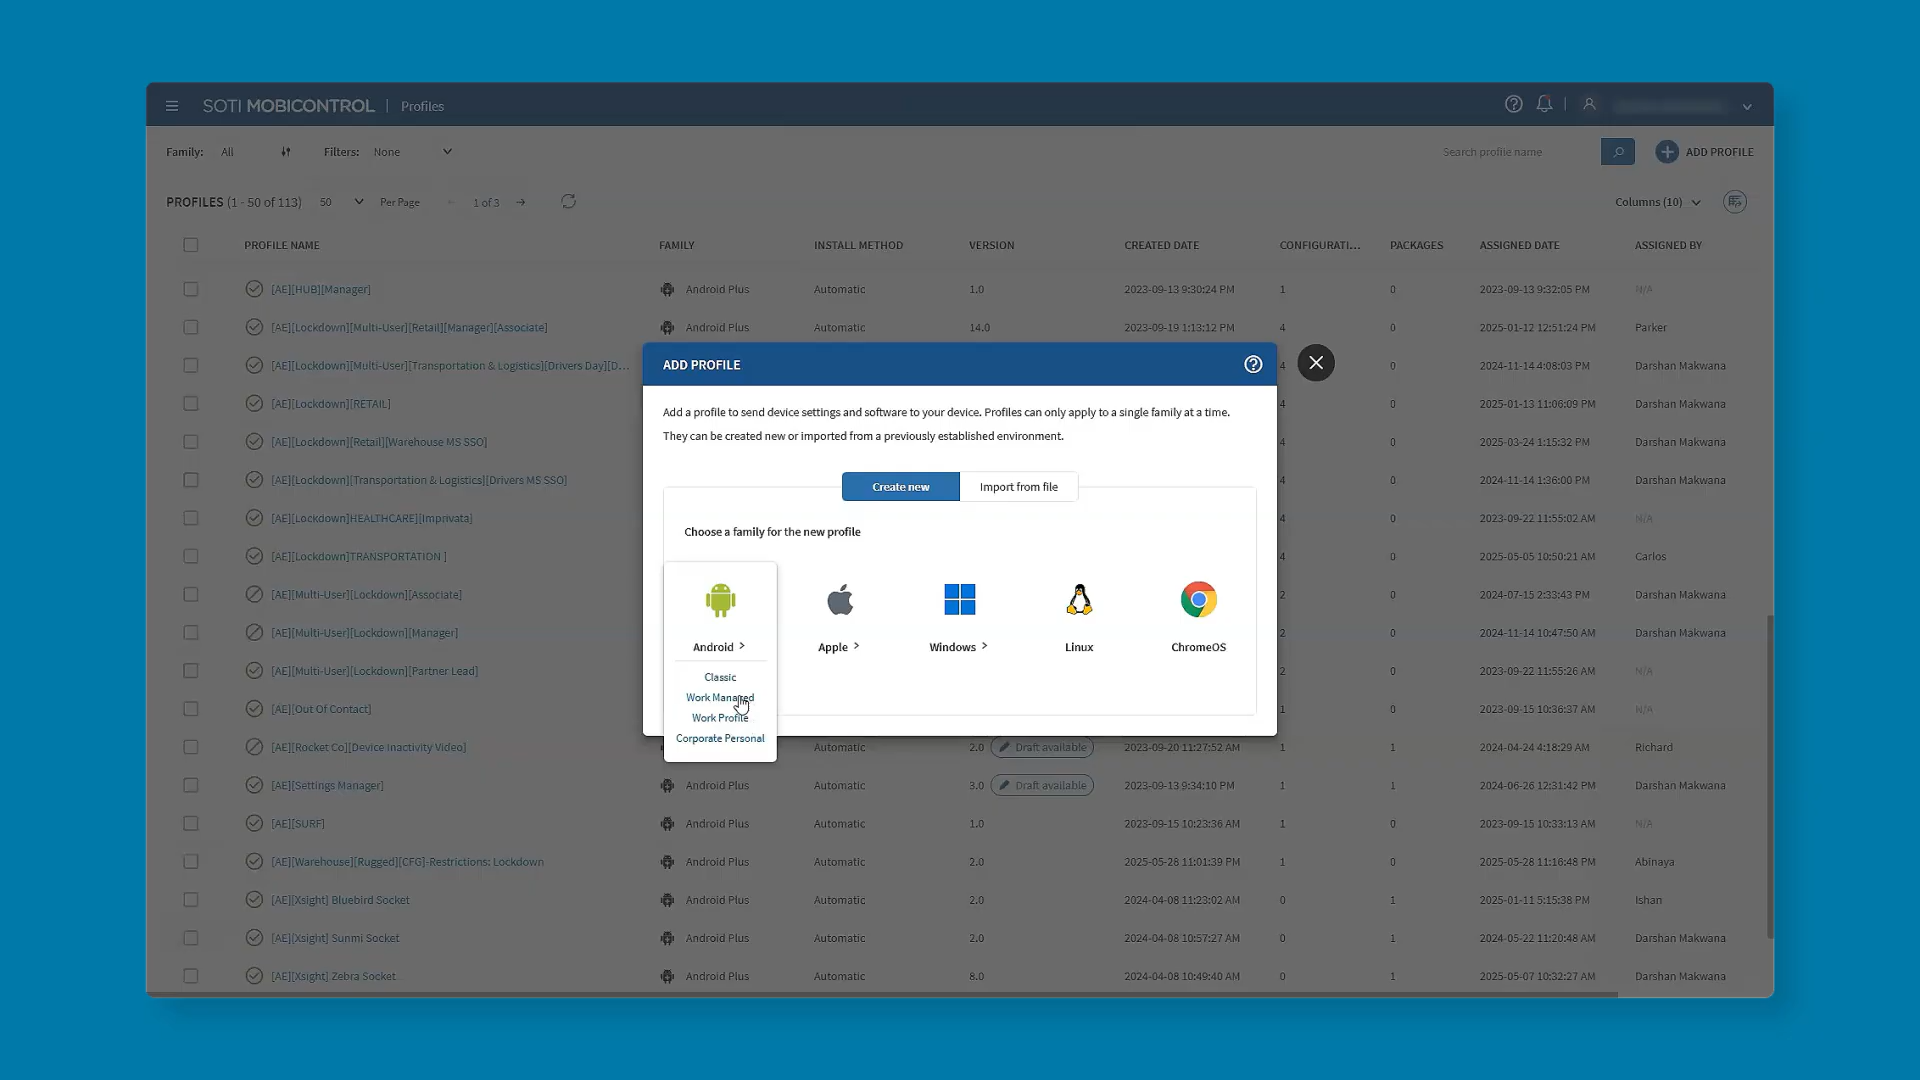 SOTI MOBICONTROL | Profiles
Family: All Filters: None Search profile name ADD PROFILE
PROFILES (1 - 50 of 113) 50 Per Page 1 of 3 Columns (10)
PROFILE NAME FAMILY INSTALL METHOD VERSION CREATED DATE CONFIGURATI... PACKAGES ASSIGNED DATE ASSIGNED BY
[AE][HUB][Manager] Android Plus Automatic 1.0 2023-09-13 9:30:24 PM 1 0 2023-09-13 9:32:05 PM N/A
[AE][Lockdown][Multi-User][Retail][Manager][Associate] Android Plus Automatic 14.0 2023-09-19 1:13:12 PM 4 0 2025-01-12 12:51:24 PM Parker
[AE][Lockdown][Multi-User][Transportation & Logistics][Drivers Day][D... 4 0 2024-11-14 4:08:03 PM Darshan Makwana
[AE][Lockdown][RETAIL] 4 0 2025-01-13 11:06:09 PM Darshan Makwana
[AE][Lockdown][Retail][Warehouse MS SSO] 4 0 2025-03-24 1:15:32 PM Darshan Makwana
[AE][Lockdown][Transportation & Logistics][Drivers MS SSO] 4 0 2024-11-14 1:36:00 PM Darshan Makwana
[AE][Lockdown]HEALTHCARE][Imprivata] 4 0 2023-09-22 11:55:02 AM N/A
[AE][Lockdown]TRANSPORTATION ] 4 0 2025-05-05 10:50:21 AM Carlos
[AE][Multi-User][Lockdown][Associate] 2 0 2024-07-15 2:33:43 PM Darshan Makwana
[AE][Multi-User][Lockdown][Manager] 2 0 2024-11-14 10:47:50 AM Darshan Makwana
[AE][Multi-User][Lockdown][Partner Lead] 2 0 2023-09-22 11:55:26 AM N/A
[AE][Out Of Contact] 1 0 2023-09-15 10:36:37 AM N/A
[AE][Rocket Co][Device Inactivity Video] Automatic 2.0 Draft available 2023-09-20 11:27:52 AM 1 1 2024-04-24 4:18:29 AM Richard
[AE][Settings Manager] Android Plus Automatic 3.0 Draft available 2023-09-13 9:34:10 PM 1 1 2024-06-26 12:31:42 PM Darshan Makwana
[AE][SURF] Android Plus Automatic 1.0 2023-09-15 10:23:36 AM 1 0 2023-09-15 10:33:13 AM N/A
[AE][Warehouse][Rugged][CFG]-Restrictions: Lockdown Android Plus Automatic 2.0 2025-05-28 11:01:39 PM 1 0 2025-05-28 11:16:48 PM Abinaya
[AE][Xsight] Bluebird Socket Android Plus Automatic 2.0 2024-04-08 11:23:02 AM 0 1 2025-01-11 5:15:38 PM Ishan
[AE][Xsight] Sunmi Socket Android Plus Automatic 2.0 2024-04-08 10:57:27 AM 0 1 2024-05-22 11:20:48 AM Darshan Makwana
[AE][Xsight] Zebra Socket Android Plus Automatic 8.0 2024-04-08 10:49:40 AM 0 1 2025-05-07 10:32:27 AM Darshan Makwana
ADD PROFILE
Add a profile to send device settings and software to your device. Profiles can only apply to a single family at a time.
They can be created new or imported from a previously established environment.
Create new Import from file
Choose a family for the new profile
Android > Apple > Windows > Linux ChromeOS
Classic
Work Managed
Work Profile
Corporate Personal